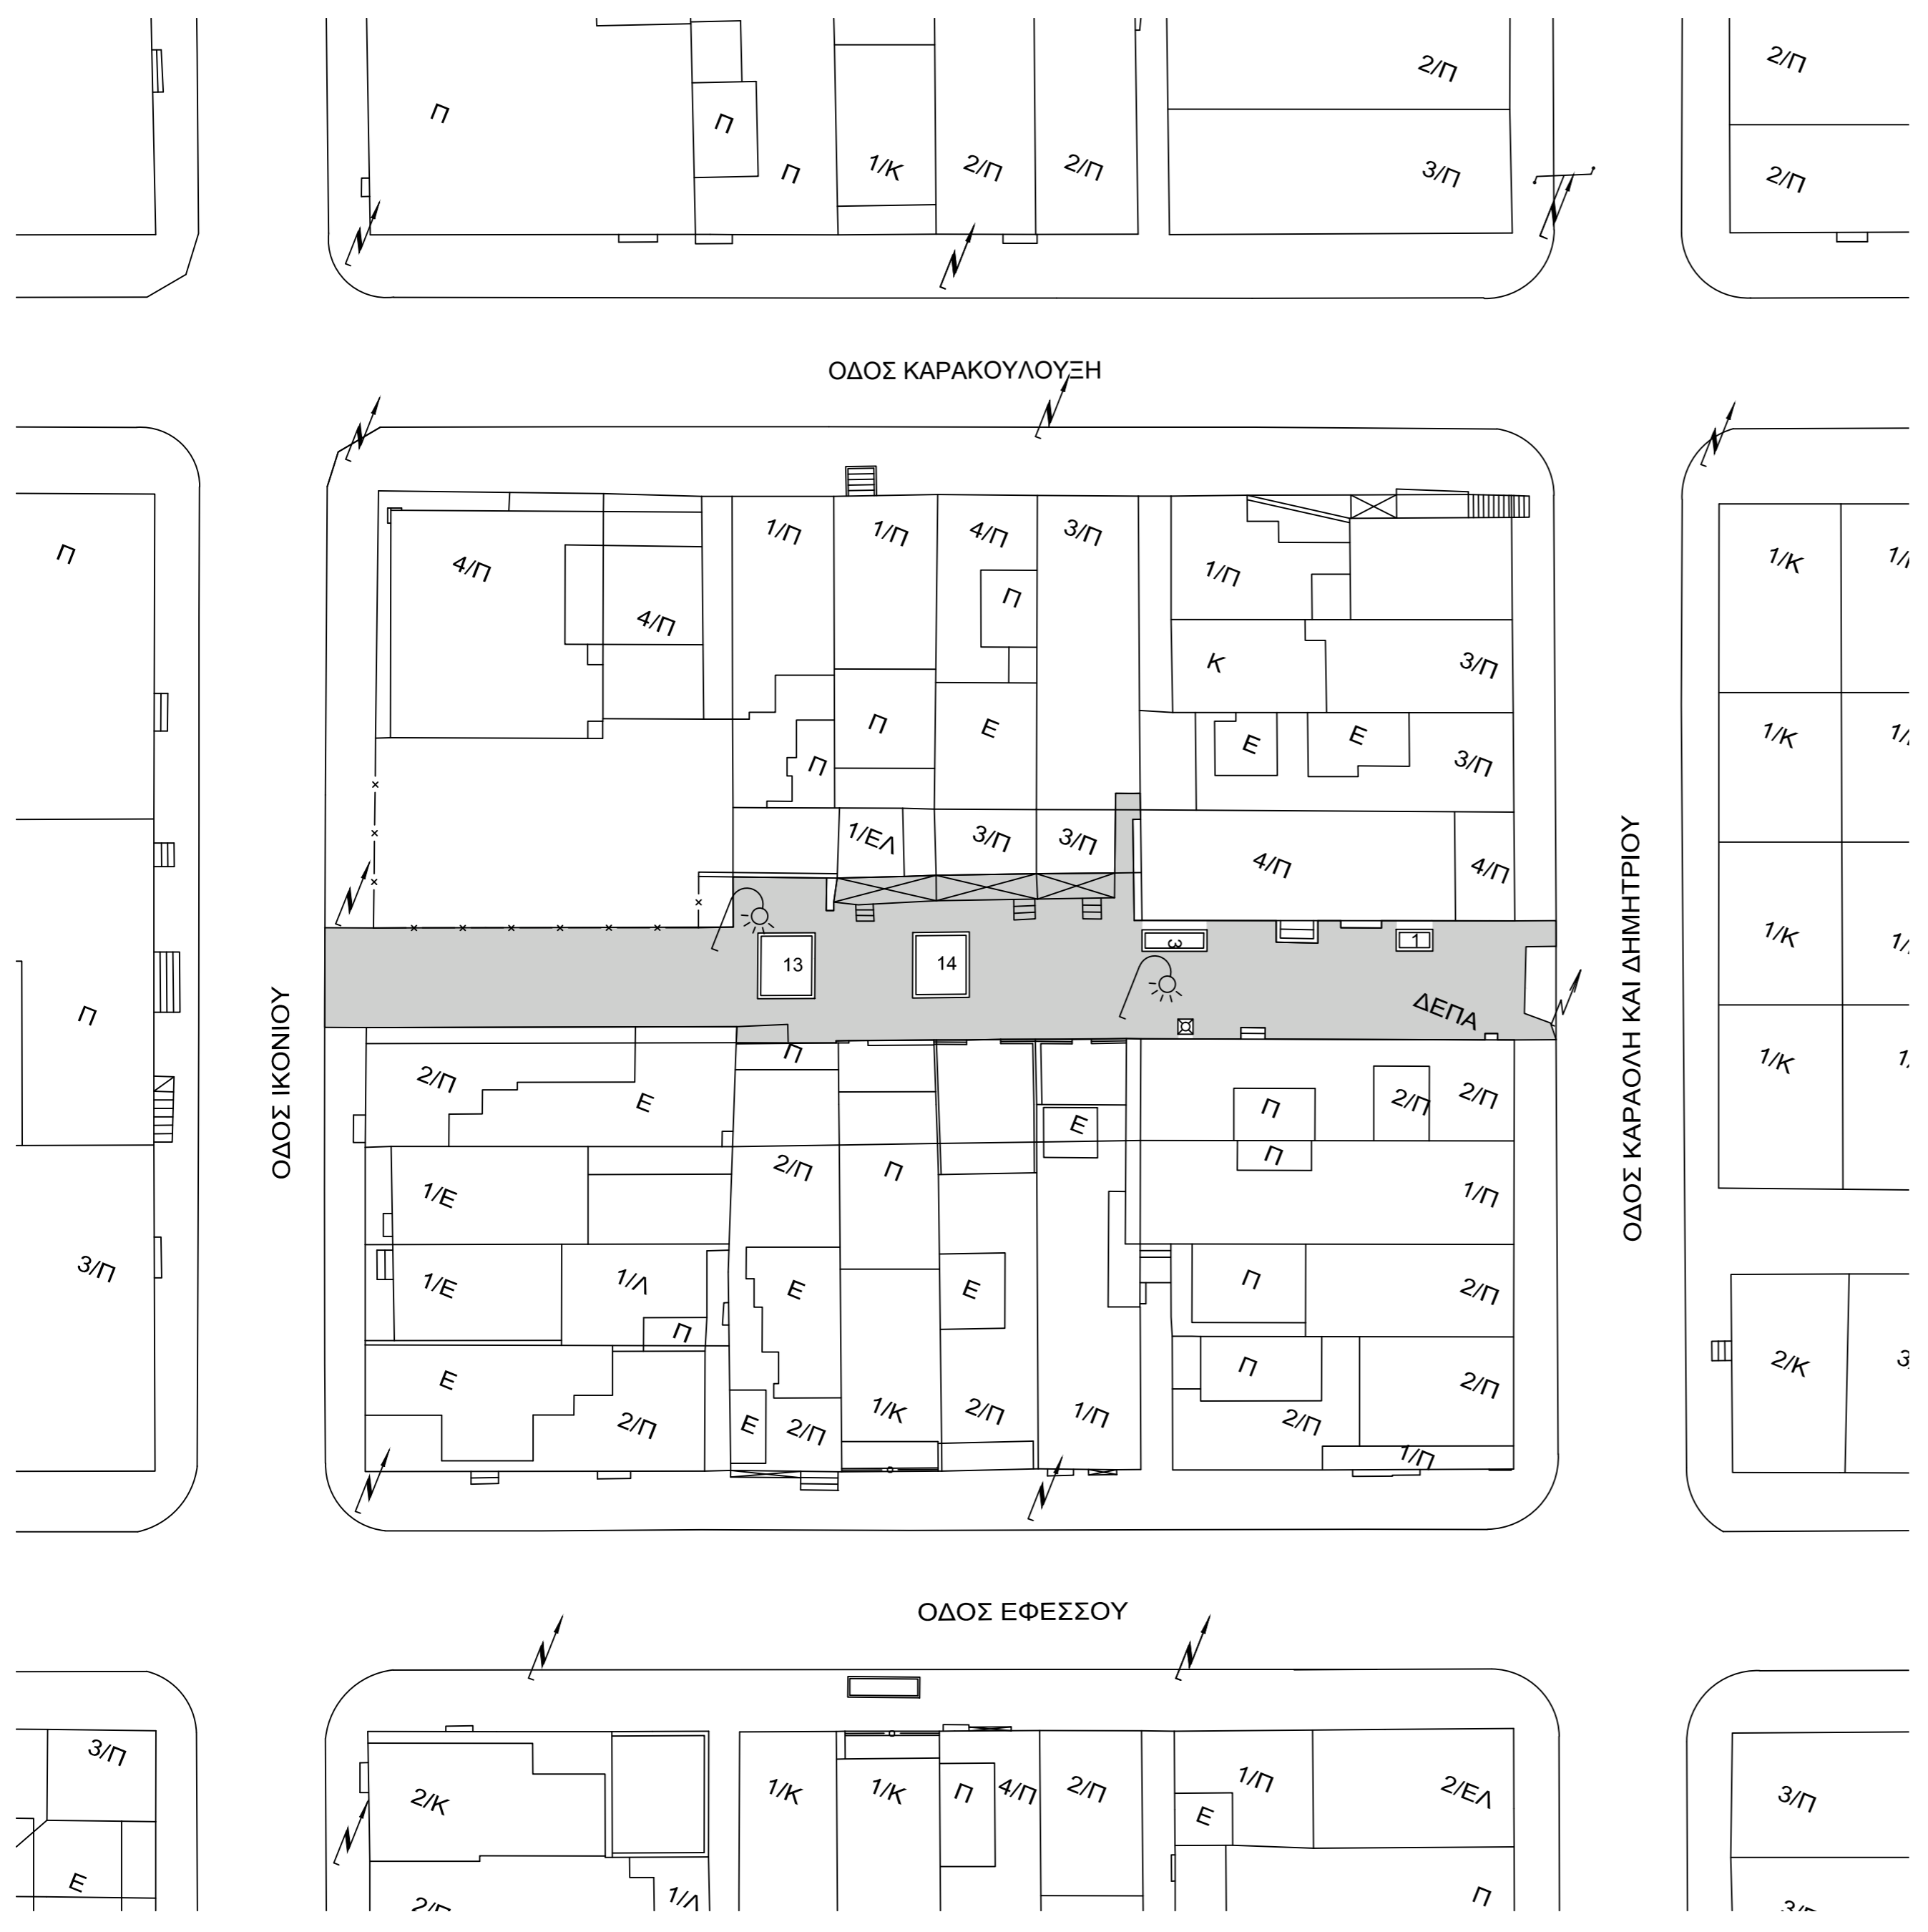 2/Π
2/Π
Π
Π
1/Κ
2/Π
2/Π
Π
3/Π
2/Π
ΟΔΟΣ ΚΑΡΑΚΟΥΛΟΥΞΗ
1/Π
1/Π
4/Π
3/Π
Π
4/Π
1/Π
1/Κ
Π
4/Π
Κ
3/Π
Π
Ε
Ε
Ε
1/Κ
Π
3/Π
1/ΕΛ
3/Π
3/Π
4/Π
4/Π
1/Κ
3
1
13
14
ΔΕΠΑ
Π
ΟΔΟΣ ΙΚΟΝΙΟΥ
ΟΔΟΣ ΚΑΡΑΟΛΗ ΚΑΙ ΔΗΜΗΤΡΙΟΥ
Π
1/Κ
2/Π
Ε
Π
2/Π
2/Π
Ε
Π
2/Π
Π
1/Ε
1/Π
3/Π
1/Ε
1/Λ
Ε
Ε
Π
2/Π
Π
Π
2/Κ
Ε
2/Π
2/Π
Ε
2/Π
1/Κ
2/Π
1/Π
2/Π
1/Π
ΟΔΟΣ ΕΦΕΣΣΟΥ
3/Π
2/Κ
1/Κ
1/Κ
Π
4/Π
2/Π
1/Π
2/ΕΛ
3/Π
Ε
Ε
1/Λ
Π